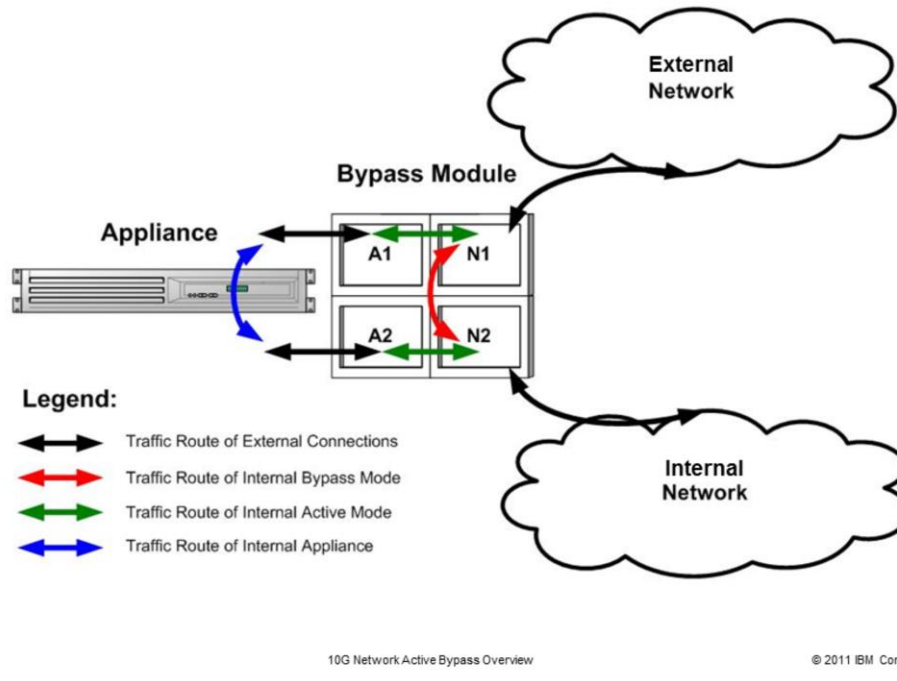 External
Network
Bypass Module
Appliance
A1
N1
A2
N2
Legend:
Traffic Route of External Connections
Traffic Route of Internal Bypass Mode
Traffic Route of Internal Active Mode
Traffic Route of Internal Appliance
Internal
Network
10G Network Active Bypass Overview
© 2011 IBM